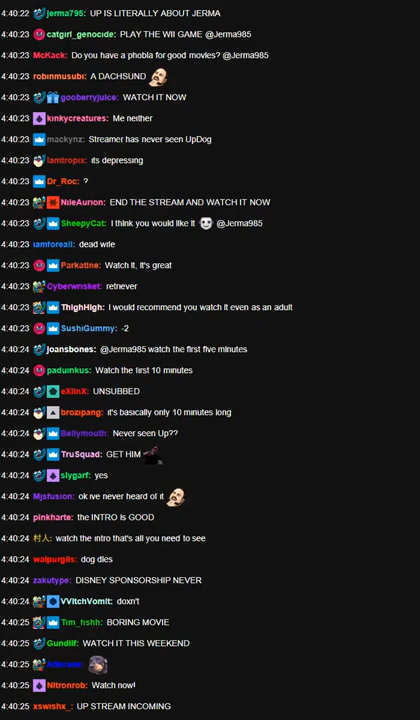 4:40:22 jerma795: UP IS LITERALLY ABOUT JERMA
4:40:23 catgirl_genocide: PLAY THE WII GAME @Jerma985
4:40:23 McKack: Do you have a phobia for good movies? @Jerma985
4:40:23 robinmusubi: A DACHSUND
4:40:23 gooberryjuice: WATCH IT NOW
4:40:23 kinkycreatures: Me neither
4:40:23 mackynz: Streamer has never seen UpDog
4:40:23 iamtropix: its depressing
4:40:23 Dr_Roc: ?
4:40:23 NileAurion: END THE STREAM AND WATCH IT NOW
4:40:23 SheepyCat: I think you would like it @Jerma985
4:40:23 iamforeall: dead wife
4:40:23 Parkatine: Watch it, it's great
4:40:23 Cyberwrisket: retriever
4:40:23 ThighHigh: I would recommend you watch it even as an adult
4:40:23 SushiGummy: -2
4:40:24 joansbones: @Jerma985 watch the first five minutes
4:40:24 paduinkus: Watch the first 10 minutes
4:40:24 eXiinX: UNSUBBED
4:40:24 brozipang: it's basically only 10 minutes long
4:40:24 Bellymouth: Never seen Up??
4:40:24 TruSquad: GET HIM
4:40:24 slygarf: yes
4:40:24 Mjsfusion: ok ive never heard of it
4:40:24 pinkharte: the INTRO is GOOD
4:40:24 村人: watch the intro that's all you need to see
4:40:24 walpurgiis: dog dies
4:40:24 zakutype: DISNEY SPONSORSHIP NEVER
4:40:24 VVitchVomit: doxn't
4:40:25 Tim_hshh: BORING MOVIE
4:40:25 Gundlif: WATCH IT THIS WEEKEND
4:40:25
4:40:25 Nitronrob: Watch now!
4:40:25 xswishx_: UP STREAM INCOMING